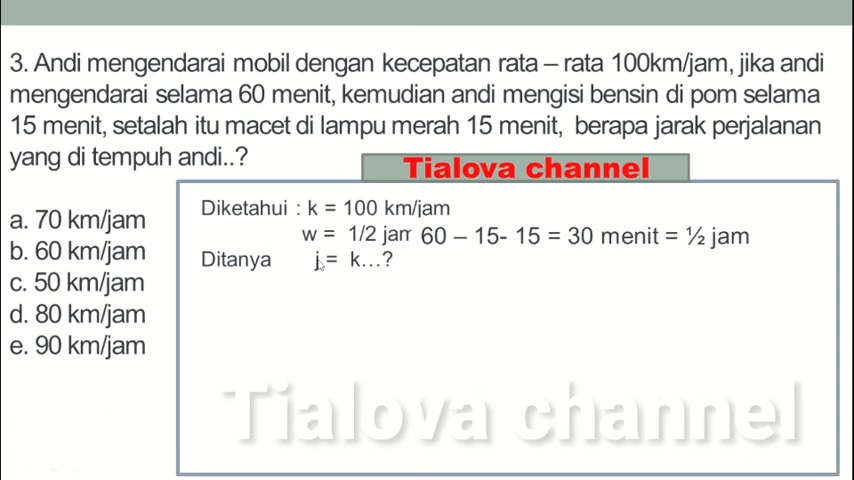 3. Andi mengendarai mobil dengan kecepatan rata – rata 100km/jam, jika andi
mengendarai selama 60 menit, kemudian andi mengisi bensin di pom selama
15 menit, setalah itu macet di lampu merah 15 menit, berapa jarak perjalanan
yang di tempuh andi..?
Tialova channel
a. 70 km/jam
b. 60 km/jam
c. 50 km/jam
d. 80 km/jam
e. 90 km/jam
Diketahui : k = 100 km/jam
w = 1/2 jam 60 – 15- 15 = 30 menit = ½ jam
Ditanya j = k…?
Tialova channel